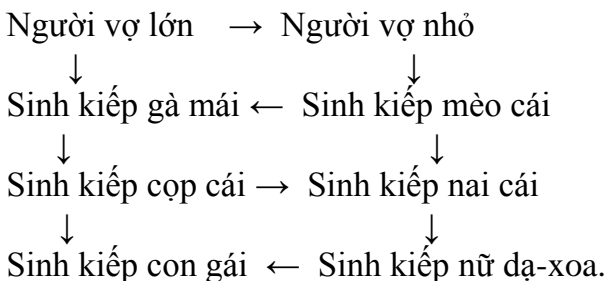 Người vợ lớn → Người vợ nhỏ
↓ ↓
Sinh kiếp gà mái ← Sinh kiếp mèo cái
↓ ↓
Sinh kiếp cọp cái → Sinh kiếp nai cái
↓ ↓
Sinh kiếp con gái ← Sinh kiếp nữ dạ-xoa.